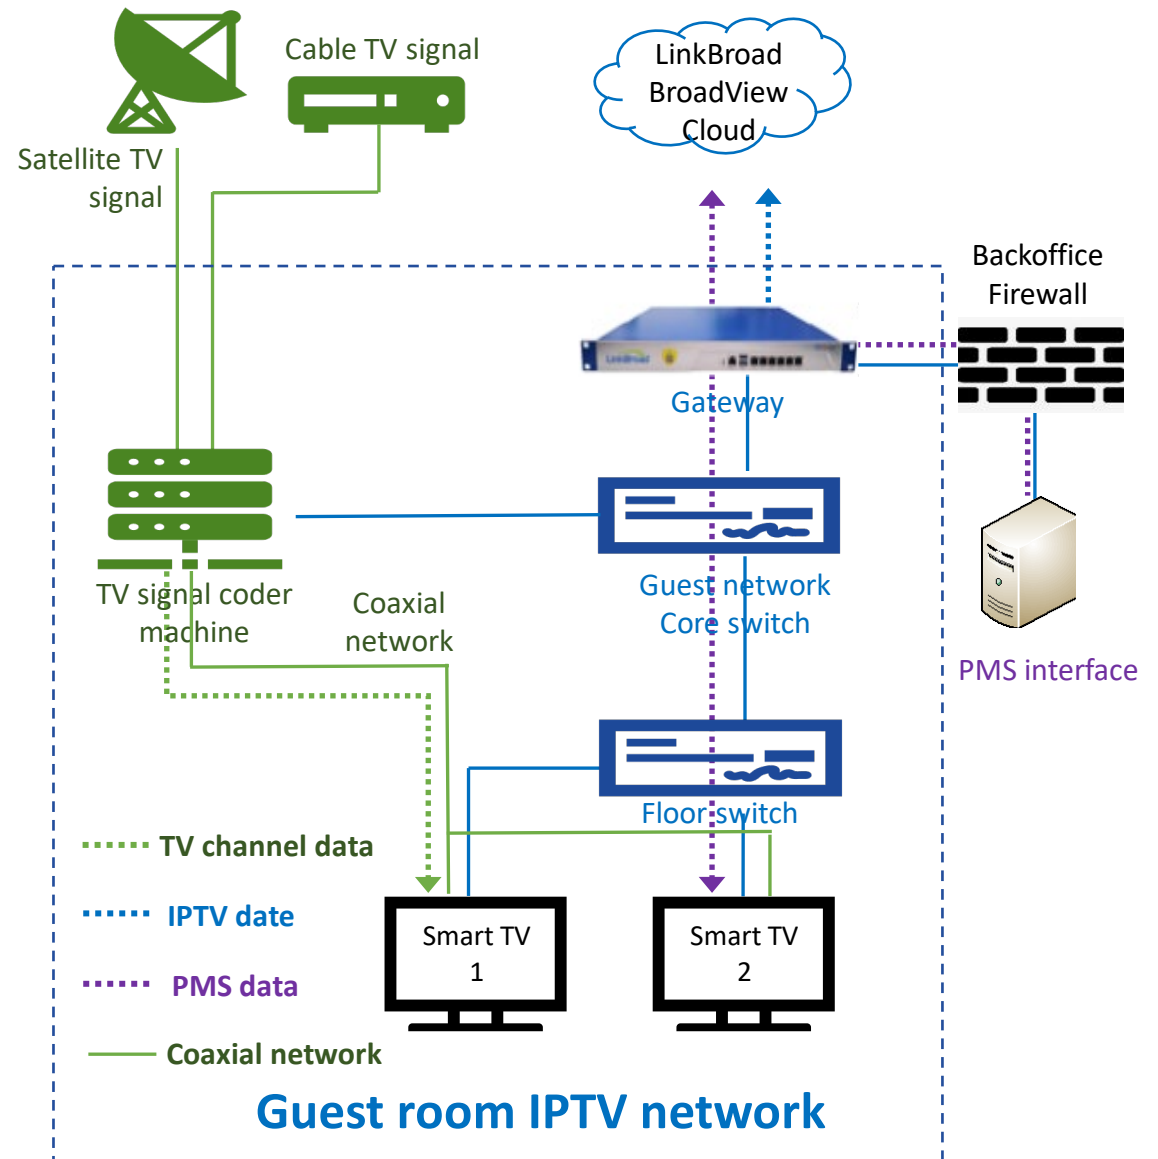 Cable TV signal
LinkBroad
BroadView
Cloud
Satellite TV
signal
Backoffice
Firewall
LinkBroad
Gateway
Guest network
Core switch
TV signal coder
machine
Coaxial
network
PMS interface
Floor switch
TV channel data
IPTV date
PMS data
Coaxial network
Smart TV
1
Smart TV
2
Guest room IPTV network